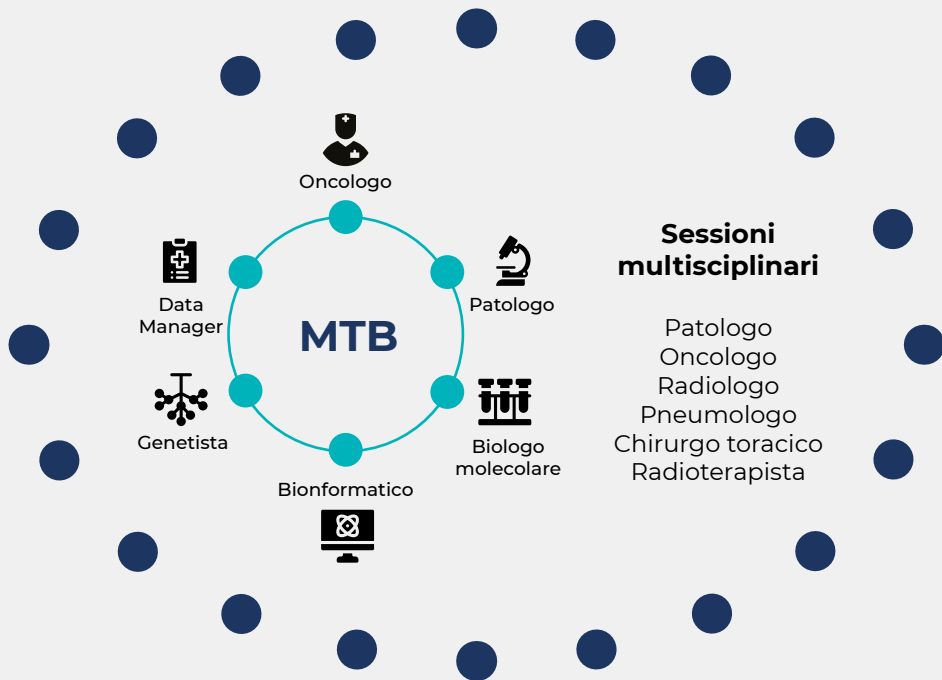 Oncologo
Data
Manager
Patologo
MTB
Genetista
Biologo
molecolare
Bionformatico
Sessioni
multisciplinari
Patologo
Oncologo
Radiologo
Pneumologo
Chirurgo toracico
Radioterapista